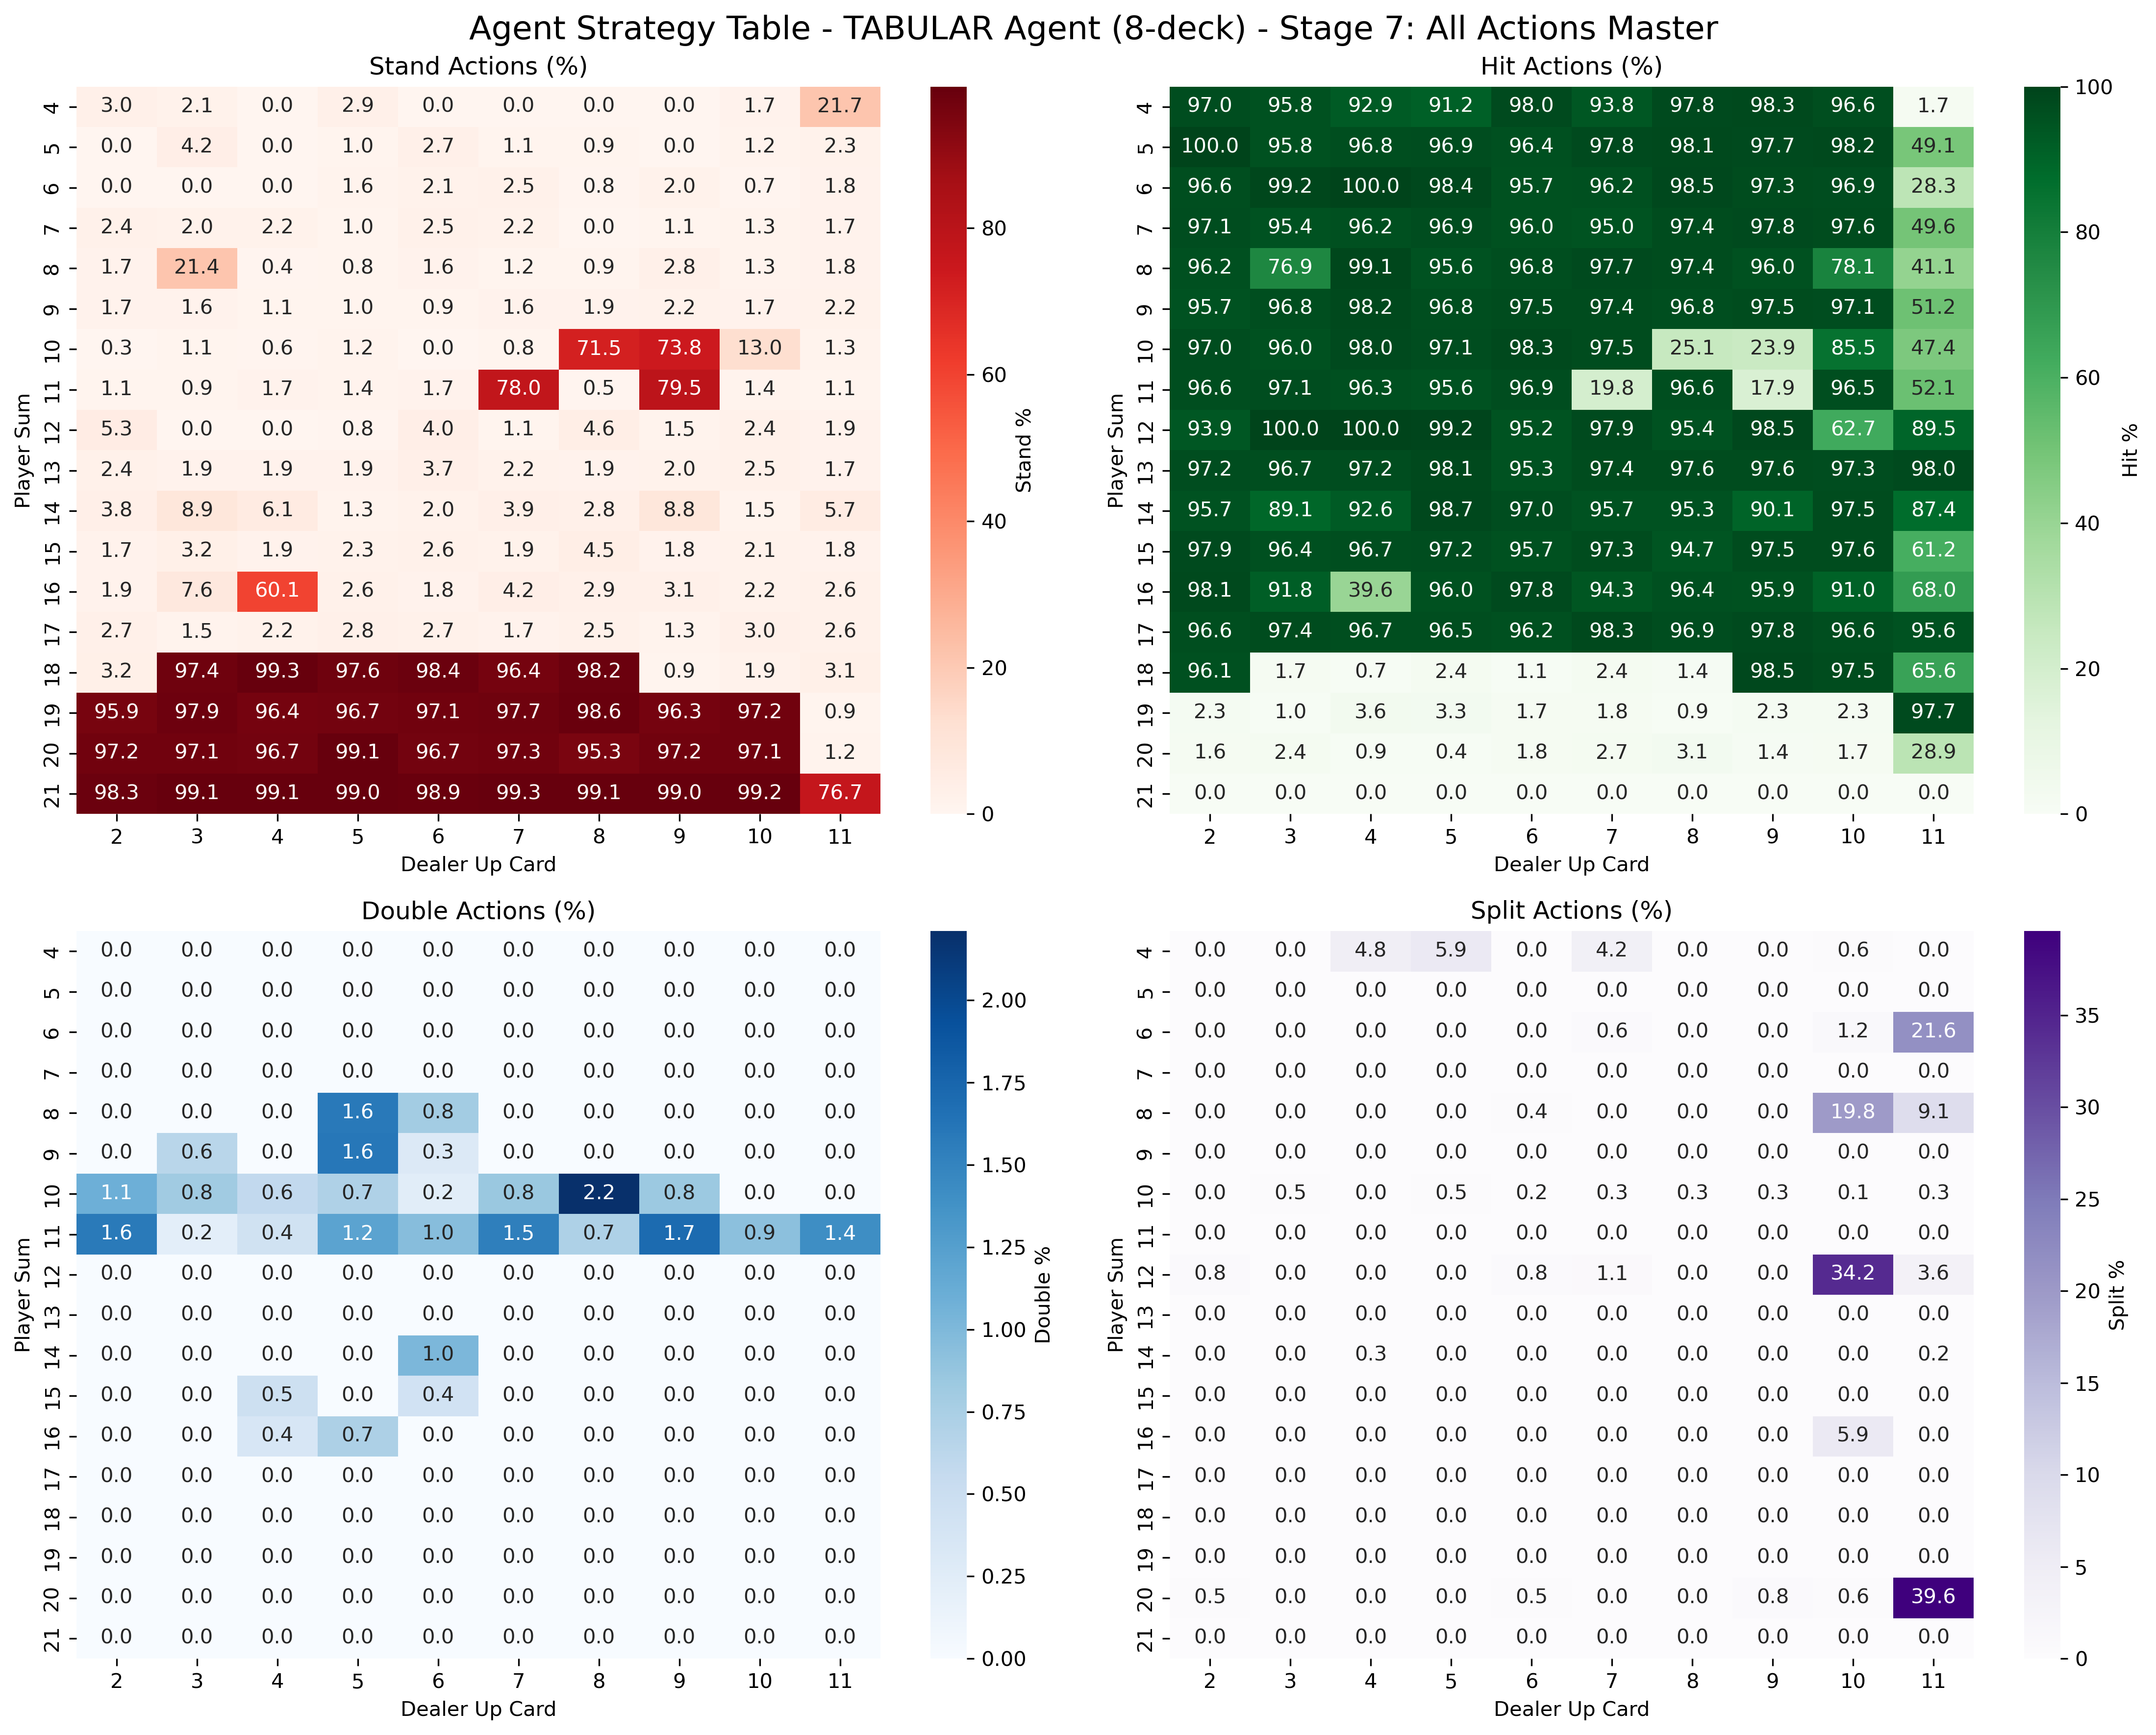 Agent Strategy Table - TABULAR Agent (8-deck) - Stage 7: All Actions Master
Stand Actions (%)
4 3.0 2.1 0.0 2.9 0.0 0.0 0.0 0.0 1.7 21.7
5 0.0 4.2 0.0 1.0 2.7 1.1 0.9 0.0 1.2 2.3
6 0.0 0.0 0.0 1.6 2.1 2.5 0.8 2.0 0.7 1.8
7 2.4 2.0 2.2 1.0 2.5 2.2 0.0 1.1 1.3 1.7
8 1.7 21.4 0.4 0.8 1.6 1.2 0.9 2.8 1.3 1.8
9 1.7 1.6 1.1 1.0 0.9 1.6 1.9 2.2 1.7 2.2
10 0.3 1.1 0.6 1.2 0.0 0.8 71.5 73.8 13.0 1.3
11 1.1 0.9 1.7 1.4 1.7 78.0 0.5 79.5 1.4 1.1
12 5.3 0.0 0.0 0.8 4.0 1.1 4.6 1.5 2.4 1.9
13 2.4 1.9 1.9 1.9 3.7 2.2 1.9 2.0 2.5 1.7
14 3.8 8.9 6.1 1.3 2.0 3.9 2.8 8.8 1.5 5.7
15 1.7 3.2 1.9 2.3 2.6 1.9 4.5 1.8 2.1 1.8
16 1.9 7.6 60.1 2.6 1.8 4.2 2.9 3.1 2.2 2.6
17 2.7 1.5 2.2 2.8 2.7 1.7 2.5 1.3 3.0 2.6
18 3.2 97.4 99.3 97.6 98.4 96.4 98.2 0.9 1.9 3.1
19 95.9 97.9 96.4 96.7 97.1 97.7 98.6 96.3 97.2 0.9
20 97.2 97.1 96.7 99.1 96.7 97.3 95.3 97.2 97.1 1.2
21 98.3 99.1 99.1 99.0 98.9 99.3 99.1 99.0 99.2 76.7
2 3 4 5 6 7 8 9 10 11
Dealer Up Card
Player Sum
80
60
40
20
0
Stand %
Hit Actions (%)
4 97.0 95.8 92.9 91.2 98.0 93.8 97.8 98.3 96.6 1.7
5 100.0 95.8 96.8 96.9 96.4 97.8 98.1 97.7 98.2 49.1
6 96.6 99.2 100.0 98.4 95.7 96.2 98.5 97.3 96.9 28.3
7 97.1 95.4 96.2 96.9 96.0 95.0 97.4 97.8 97.6 49.6
8 96.2 76.9 99.1 95.6 96.8 97.7 97.4 96.0 78.1 41.1
9 95.7 96.8 98.2 96.8 97.5 97.4 96.8 97.5 97.1 51.2
10 97.0 96.0 98.0 97.1 98.3 97.5 25.1 23.9 85.5 47.4
11 96.6 97.1 96.3 95.6 96.9 19.8 96.6 17.9 96.5 52.1
12 93.9 100.0 100.0 99.2 95.2 97.9 95.4 98.5 62.7 89.5
13 97.2 96.7 97.2 98.1 95.3 97.4 97.6 97.6 97.3 98.0
14 95.7 89.1 92.6 98.7 97.0 95.7 95.3 90.1 97.5 87.4
15 97.9 96.4 96.7 97.2 95.7 97.3 94.7 97.5 97.6 61.2
16 98.1 91.8 39.6 96.0 97.8 94.3 96.4 95.9 91.0 68.0
17 96.6 97.4 96.7 96.5 96.2 98.3 96.9 97.8 96.6 95.6
18 96.1 1.7 0.7 2.4 1.1 2.4 1.4 98.5 97.5 65.6
19 2.3 1.0 3.6 3.3 1.7 1.8 0.9 2.3 2.3 97.7
20 1.6 2.4 0.9 0.4 1.8 2.7 3.1 1.4 1.7 28.9
21 0.0 0.0 0.0 0.0 0.0 0.0 0.0 0.0 0.0 0.0
2 3 4 5 6 7 8 9 10 11
Dealer Up Card
Player Sum
100
80
60
40
20
0
Hit %
Double Actions (%)
4 0.0 0.0 0.0 0.0 0.0 0.0 0.0 0.0 0.0 0.0
5 0.0 0.0 0.0 0.0 0.0 0.0 0.0 0.0 0.0 0.0
6 0.0 0.0 0.0 0.0 0.0 0.0 0.0 0.0 0.0 0.0
7 0.0 0.0 0.0 0.0 0.0 0.0 0.0 0.0 0.0 0.0
8 0.0 0.0 0.0 1.6 0.8 0.0 0.0 0.0 0.0 0.0
9 0.0 0.6 0.0 1.6 0.3 0.0 0.0 0.0 0.0 0.0
10 1.1 0.8 0.6 0.7 0.2 0.8 2.2 0.8 0.0 0.0
11 1.6 0.2 0.4 1.2 1.0 1.5 0.7 1.7 0.9 1.4
12 0.0 0.0 0.0 0.0 0.0 0.0 0.0 0.0 0.0 0.0
13 0.0 0.0 0.0 0.0 0.0 0.0 0.0 0.0 0.0 0.0
14 0.0 0.0 0.0 0.0 1.0 0.0 0.0 0.0 0.0 0.0
15 0.0 0.0 0.5 0.0 0.4 0.0 0.0 0.0 0.0 0.0
16 0.0 0.0 0.4 0.7 0.0 0.0 0.0 0.0 0.0 0.0
17 0.0 0.0 0.0 0.0 0.0 0.0 0.0 0.0 0.0 0.0
18 0.0 0.0 0.0 0.0 0.0 0.0 0.0 0.0 0.0 0.0
19 0.0 0.0 0.0 0.0 0.0 0.0 0.0 0.0 0.0 0.0
20 0.0 0.0 0.0 0.0 0.0 0.0 0.0 0.0 0.0 0.0
21 0.0 0.0 0.0 0.0 0.0 0.0 0.0 0.0 0.0 0.0
2 3 4 5 6 7 8 9 10 11
Dealer Up Card
Player Sum
2.00
1.75
1.50
1.25
1.00
0.75
0.50
0.25
0.00
Double %
Split Actions (%)
4 0.0 0.0 4.8 5.9 0.0 4.2 0.0 0.0 0.6 0.0
5 0.0 0.0 0.0 0.0 0.0 0.0 0.0 0.0 0.0 0.0
6 0.0 0.0 0.0 0.0 0.0 0.6 0.0 0.0 1.2 21.6
7 0.0 0.0 0.0 0.0 0.0 0.0 0.0 0.0 0.0 0.0
8 0.0 0.0 0.0 0.0 0.4 0.0 0.0 0.0 19.8 9.1
9 0.0 0.0 0.0 0.0 0.0 0.0 0.0 0.0 0.0 0.0
10 0.0 0.5 0.0 0.5 0.2 0.3 0.3 0.3 0.1 0.3
11 0.0 0.0 0.0 0.0 0.0 0.0 0.0 0.0 0.0 0.0
12 0.8 0.0 0.0 0.0 0.8 1.1 0.0 0.0 34.2 3.6
13 0.0 0.0 0.0 0.0 0.0 0.0 0.0 0.0 0.0 0.0
14 0.0 0.0 0.3 0.0 0.0 0.0 0.0 0.0 0.0 0.2
15 0.0 0.0 0.0 0.0 0.0 0.0 0.0 0.0 0.0 0.0
16 0.0 0.0 0.0 0.0 0.0 0.0 0.0 0.0 5.9 0.0
17 0.0 0.0 0.0 0.0 0.0 0.0 0.0 0.0 0.0 0.0
18 0.0 0.0 0.0 0.0 0.0 0.0 0.0 0.0 0.0 0.0
19 0.0 0.0 0.0 0.0 0.0 0.0 0.0 0.0 0.0 0.0
20 0.5 0.0 0.0 0.0 0.5 0.0 0.0 0.8 0.6 39.6
21 0.0 0.0 0.0 0.0 0.0 0.0 0.0 0.0 0.0 0.0
2 3 4 5 6 7 8 9 10 11
Dealer Up Card
Player Sum
35
30
25
20
15
10
5
0
Split %